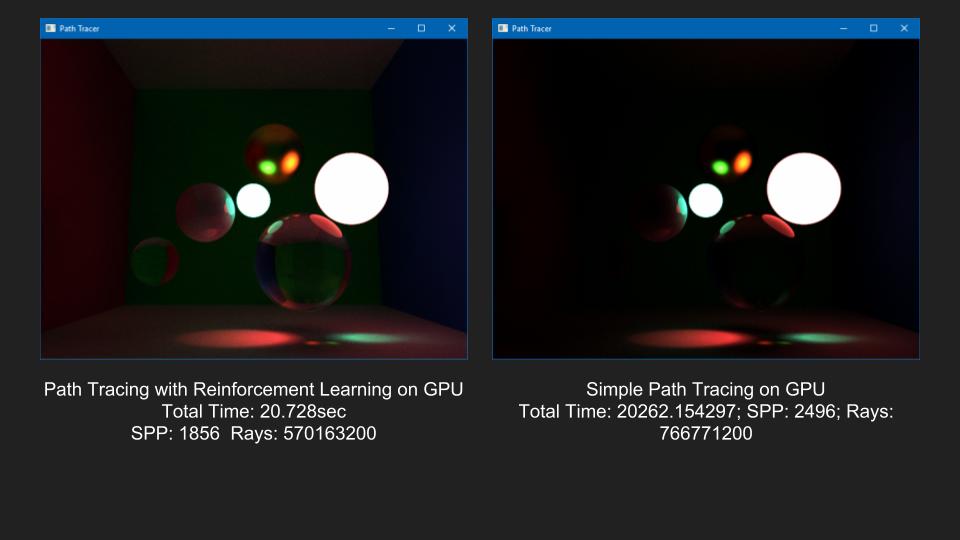 Path Tracer
Path Tracer
Path Tracing with Reinforcement Learning on GPU
Total Time: 20.728sec
SPP: 1856  Rays: 570163200
Simple Path Tracing on GPU
Total Time: 20262.154297; SPP: 2496; Rays:
766771200